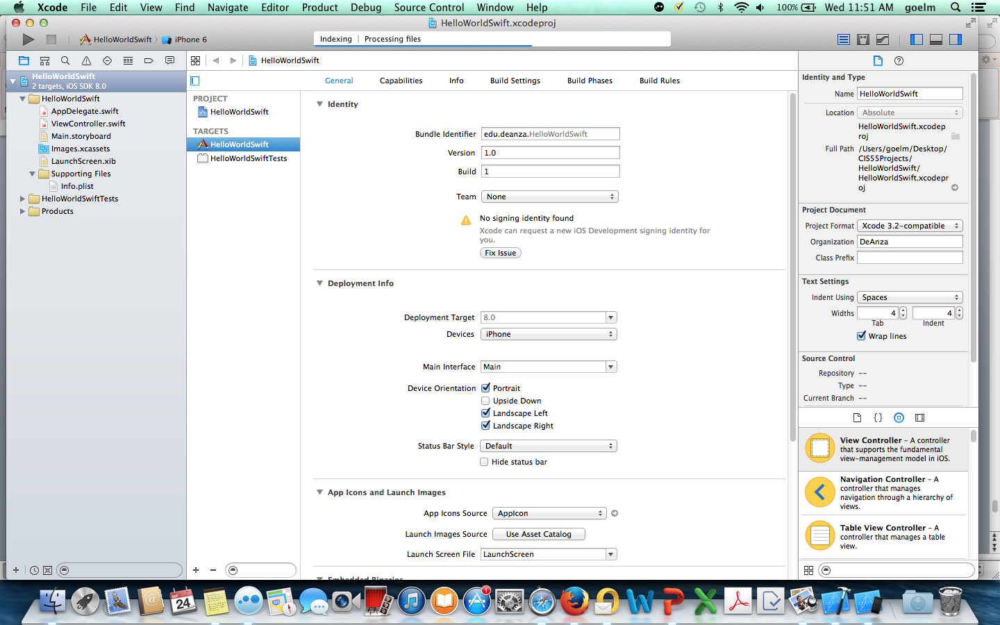 Xcode File Edit View Find Navigate Editor Product Debug Source Control Window Help 100% Wed 11:51 AM goelm
HelloWorldSwift.xcodeproj
HelloWorldSwift iPhone 6
Indexing | Processing files
HelloWorldSwift
2 targets, iOS SDK 8.0
HelloWorldSwift
AppDelegate.swift
ViewController.swift
Main.storyboard
Images.xcassets
LaunchScreen.xib
Supporting Files
Info.plist
HelloWorldSwiftTests
Products
HelloWorldSwift
General Capabilities Info Build Settings Build Phases Build Rules
PROJECT
HelloWorldSwift
TARGETS
HelloWorldSwift
HelloWorldSwiftTests
Identity
Bundle Identifier edu.deanza.HelloWorldSwift
Version 1.0
Build 1
Team None
No signing identity found
Xcode can request a new iOS Development signing identity for
you.
Fix Issue
Deployment Info
Deployment Target 8.0
Devices iPhone
Main Interface Main
Device Orientation Portrait
Upside Down
Landscape Left
Landscape Right
Status Bar Style Default
Hide status bar
App Icons and Launch Images
App Icons Source AppIcon
Launch Images Source Use Asset Catalog
Launch Screen File LaunchScreen
Embedded Binaries
Identity and Type
Name HelloWorldSwift
Location Absolute
HelloWorldSwift.xcodep
roj
Full Path /Users/goelm/Desktop/
CIS55Projects/
HelloWorldSwift/
HelloWorldSwift.xcodepr
oj
Project Document
Project Format Xcode 3.2-compatible
Organization DeAnza
Class Prefix
Text Settings
Indent Using Spaces
Widths 4 4
Tab Indent
Wrap lines
Source Control
Repository --
Type --
Current Branch --
View Controller - A controller
that supports the fundamental
view-management model in iOS.
Navigation Controller - A
controller that manages
navigation through a hierarchy of
views.
Table View Controller - A
controller that manages a table
view.
SEP
24
1